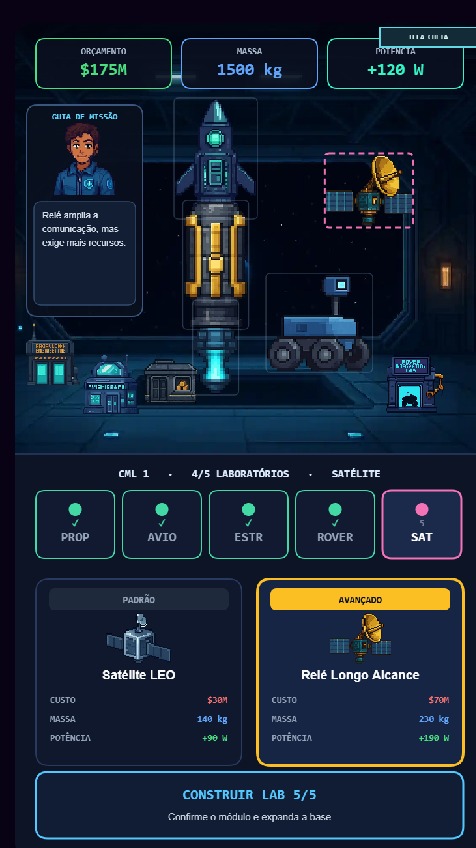 ORÇAMENTO
$175M
MASSA
1500 kg
POTÊNCIA
+120 W
GUIA DE MISSÃO
Relé amplia a
comunicação, mas
exige mais recursos.
CML 1 · 4/5 LABORATÓRIOS · SATÉLITE
✓
PROP
✓
AVIO
✓
ESTR
✓
ROVER
5
SAT
PADRÃO
Satélite LEO
CUSTO $30M
MASSA 140 kg
POTÊNCIA +90 W
AVANÇADO
Relé Longo Alcance
CUSTO $70M
MASSA 230 kg
POTÊNCIA +190 W
CONSTRUIR LAB 5/5
Confirme o módulo e expanda a base